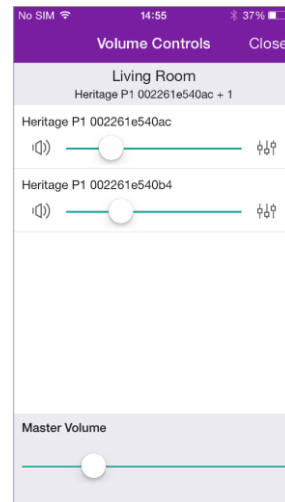 No SIM 14:55 37%
Volume Controls Close
Living Room
Heritage P1 002261e540ac + 1
Heritage P1 002261e540ac
Heritage P1 002261e540b4
Master Volume